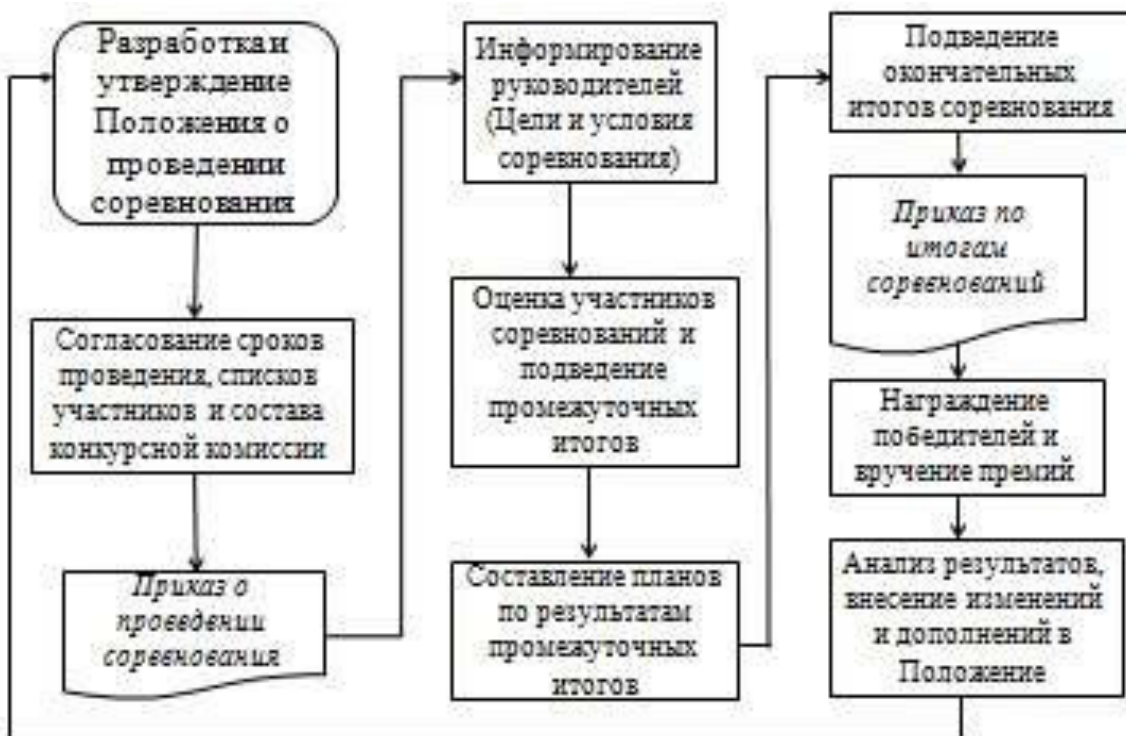 Разработка и
утверждение
Положения о
проведении
соревнования
Согласование сроков
проведения, списков
участников и состава
конкурсной комиссии
Приказ о
проведении
соревнования
Информирование
руководителей
(Цели и условия
соревнования)
Оценка участников
соревнований и
подведение
промежуточных
итогов
Составление планов
по результатам
промежуточных
итогов
Подведение
окончательных
итогов соревнования
Приказ по
итогам
соревнований
Награждение
победителей и
вручение премий
Анализ результатов,
внесение изменений
и дополнений в
Положение